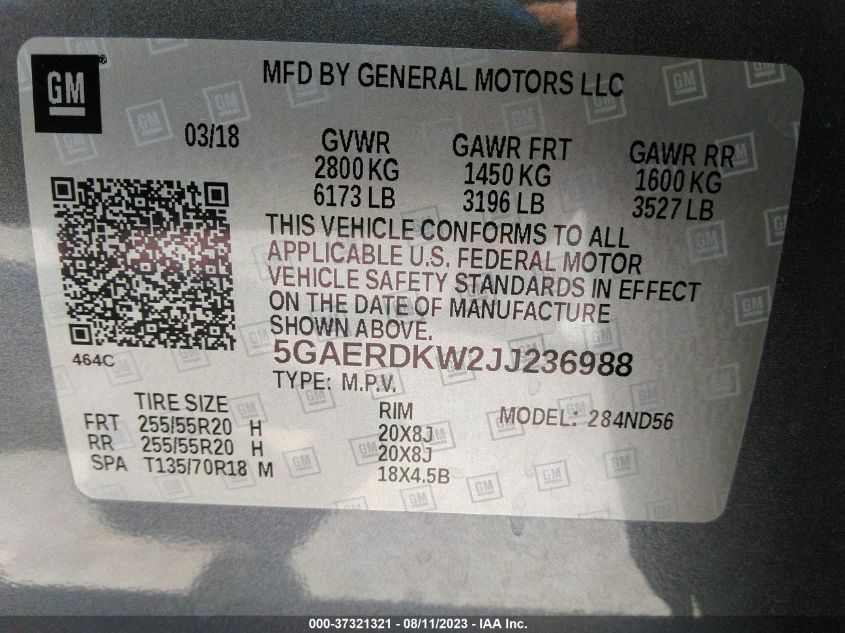 GM
MFD BY GENERAL MOTORS LLC
03/18
GVWR
2800 KG
6173 LB
GAWR FRT
1450 KG
3196 LB
GAWR RR
1600 KG
3527 LB
THIS VEHICLE CONFORMS TO ALL
APPLICABLE U.S. FEDERAL MOTOR
VEHICLE SAFETY STANDARDS IN EFFECT
ON THE DATE OF MANUFACTURE
SHOWN ABOVE.
464C
5GAERDKW2JJ236988
TYPE: M.P.V.
TIRE SIZE
FRT 255/55R20 H
RR 255/55R20 H
SPA T135/70R18 M
RIM
20X8J
20X8J
18X4.5B
MODEL: 284ND56
000-37321321 - 08/11/2023 - IAA Inc.